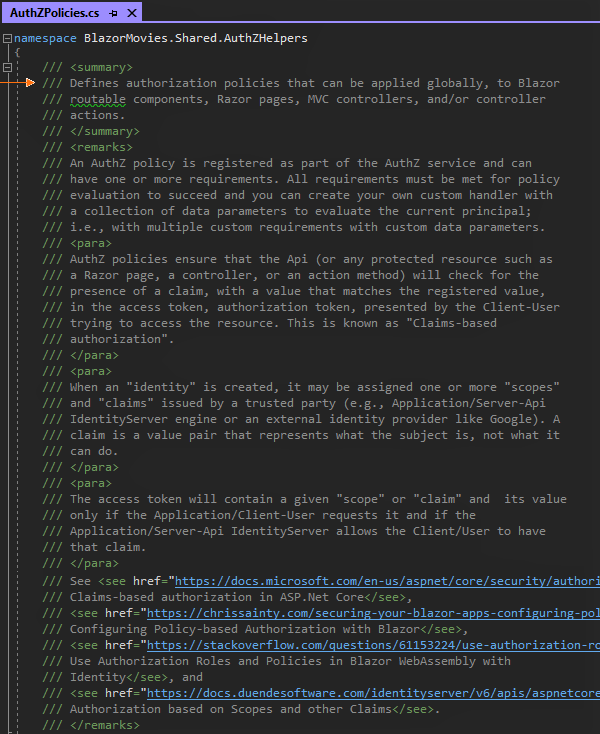 AuthZPolicies.cs
namespace BlazorMovies.Shared.AuthZHelpers
{
/// <summary>
/// Defines authorization policies that can be applied globally, to Blazor
/// routable components, Razor pages, MVC controllers, and/or controller
/// actions.
/// </summary>
/// <remarks>
/// An AuthZ policy is registered as part of the AuthZ service and can
/// have one or more requirements. All requirements must be met for policy
/// evaluation to succeed and you can create your own custom handler with
/// a collection of data parameters to evaluate the current principal;
/// i.e., with multiple custom requirements with custom data parameters.
/// <para>
/// AuthZ policies ensure that the Api (or any protected resource such as
/// a Razor page, a controller, or an action method) will check for the
/// presence of a claim, with a value that matches the registered value,
/// in the access token, authorization token, presented by the Client-User
/// trying to access the resource. This is known as "Claims-based
/// authorization".
/// </para>
/// <para>
/// When an "identity" is created, it may be assigned one or more "scopes"
/// and "claims" issued by a trusted party (e.g., Application/Server-Api
/// IdentityServer engine or an external identity provider like Google). A
/// claim is a value pair that represents what the subject is, not what it
/// can do.
/// </para>
/// <para>
/// The access token will contain a given "scope" or "claim" and  its value
/// only if the Application/Client-User requests it and if the
/// Application/Server-Api IdentityServer allows the Client/User to have
/// that claim.
/// </para>
/// See <see href="https://docs.microsoft.com/en-us/aspnet/core/security/authori
/// Claims-based authorization in ASP.Net Core</see>,
/// <see href="https://chrissainty.com/securing-your-blazor-apps-configuring-pol
/// Configuring Policy-based Authorization with Blazor</see>,
/// <see href="https://stackoverflow.com/questions/61153224/use-authorization-ro
/// Use Authorization Roles and Policies in Blazor WebAssembly with
/// Identity</see>, and
/// <see href="https://docs.duendesoftware.com/identityserver/v6/apis/aspnetcore
/// Authorization based on Scopes and other Claims</see>.
/// </remarks>